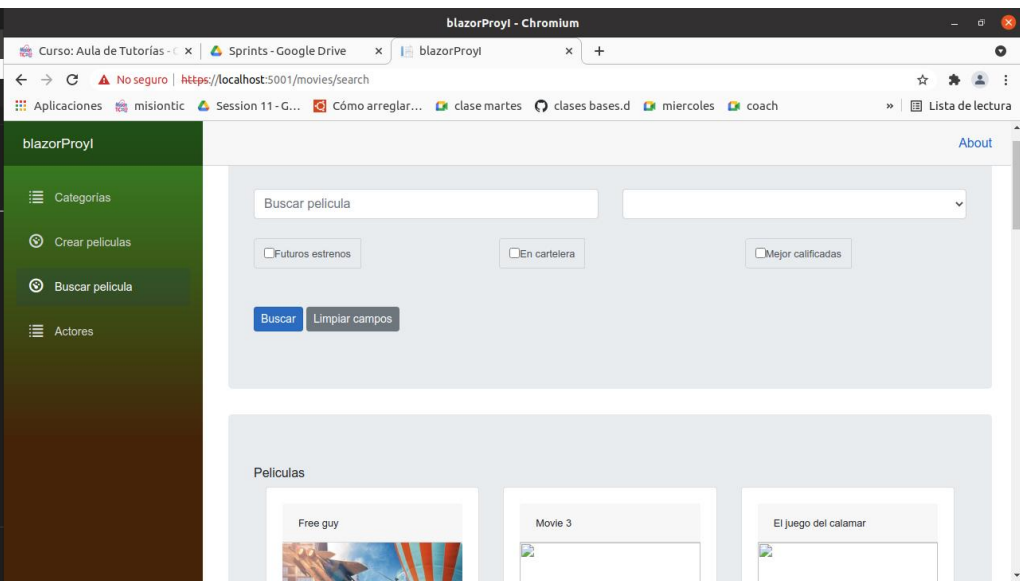 blazorProyI - Chromium
Curso: Aula de Tutorías - C
Sprints - Google Drive
blazorProyI
No seguro | https://localhost:5001/movies/search
Aplicaciones
misiontic
Session 11 - G...
Cómo arreglar...
clase martes
clases bases.d
miercoles
coach
»
Lista de lectura
blazorProyI
About
Categorías
Crear peliculas
Buscar pelicula
Actores
Buscar pelicula
Futuros estrenos
En cartelera
Mejor calificadas
Buscar
Limpiar campos
Peliculas
Free guy
Movie 3
El juego del calamar